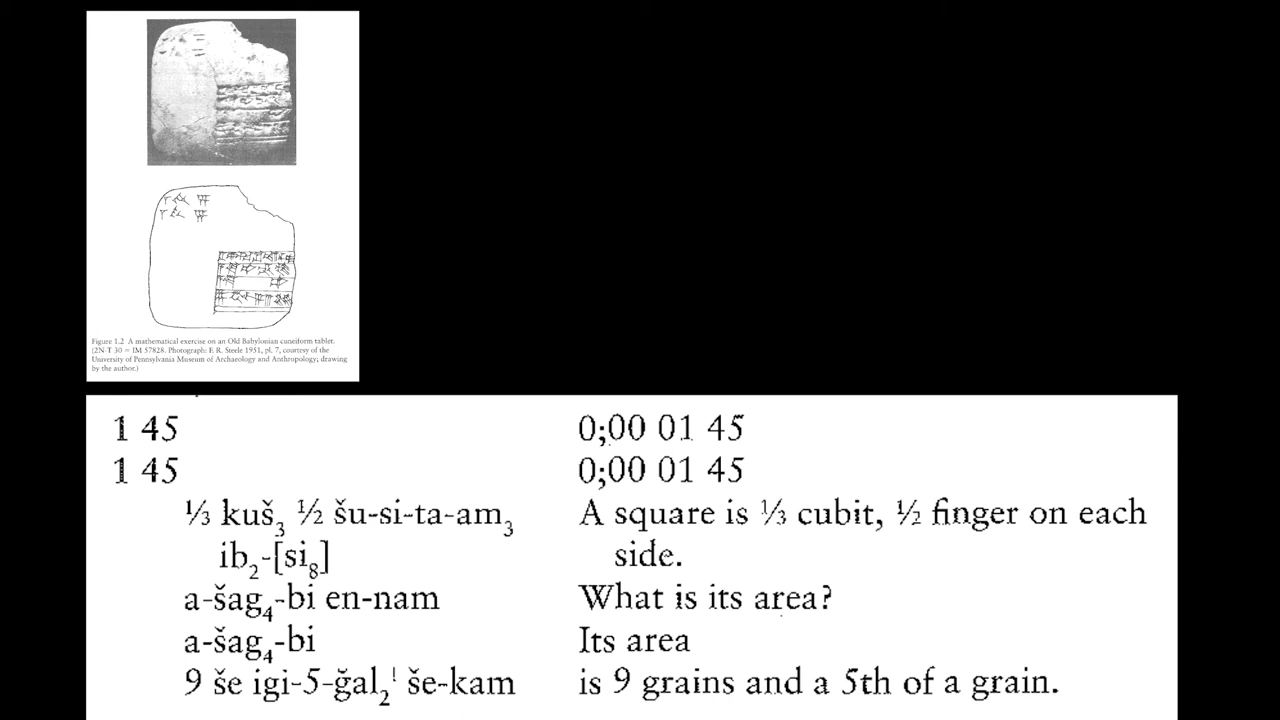 Figure 1.2 A mathematical exercise on an Old Babylonian cuneiform tablet.
(2N-T 30 = IM 57828. Photograph: F. R. Steele 1951, pl. 7, courtesy of the
University of Pennsylvania Museum of Archaeology and Anthropology; drawing
by the author.)
1 45 0;00 01 45
1 45 0;00 01 45
⅓ kuš₃ ½ šu-si-ta-am₃ A square is ⅓ cubit, ½ finger on each
ib₂-[si₈] side.
a-šag₄-bi en-nam What is its area?
a-šag₄-bi Its area
9 še igi-5-ğal₂! še-kam is 9 grains and a 5th of a grain.